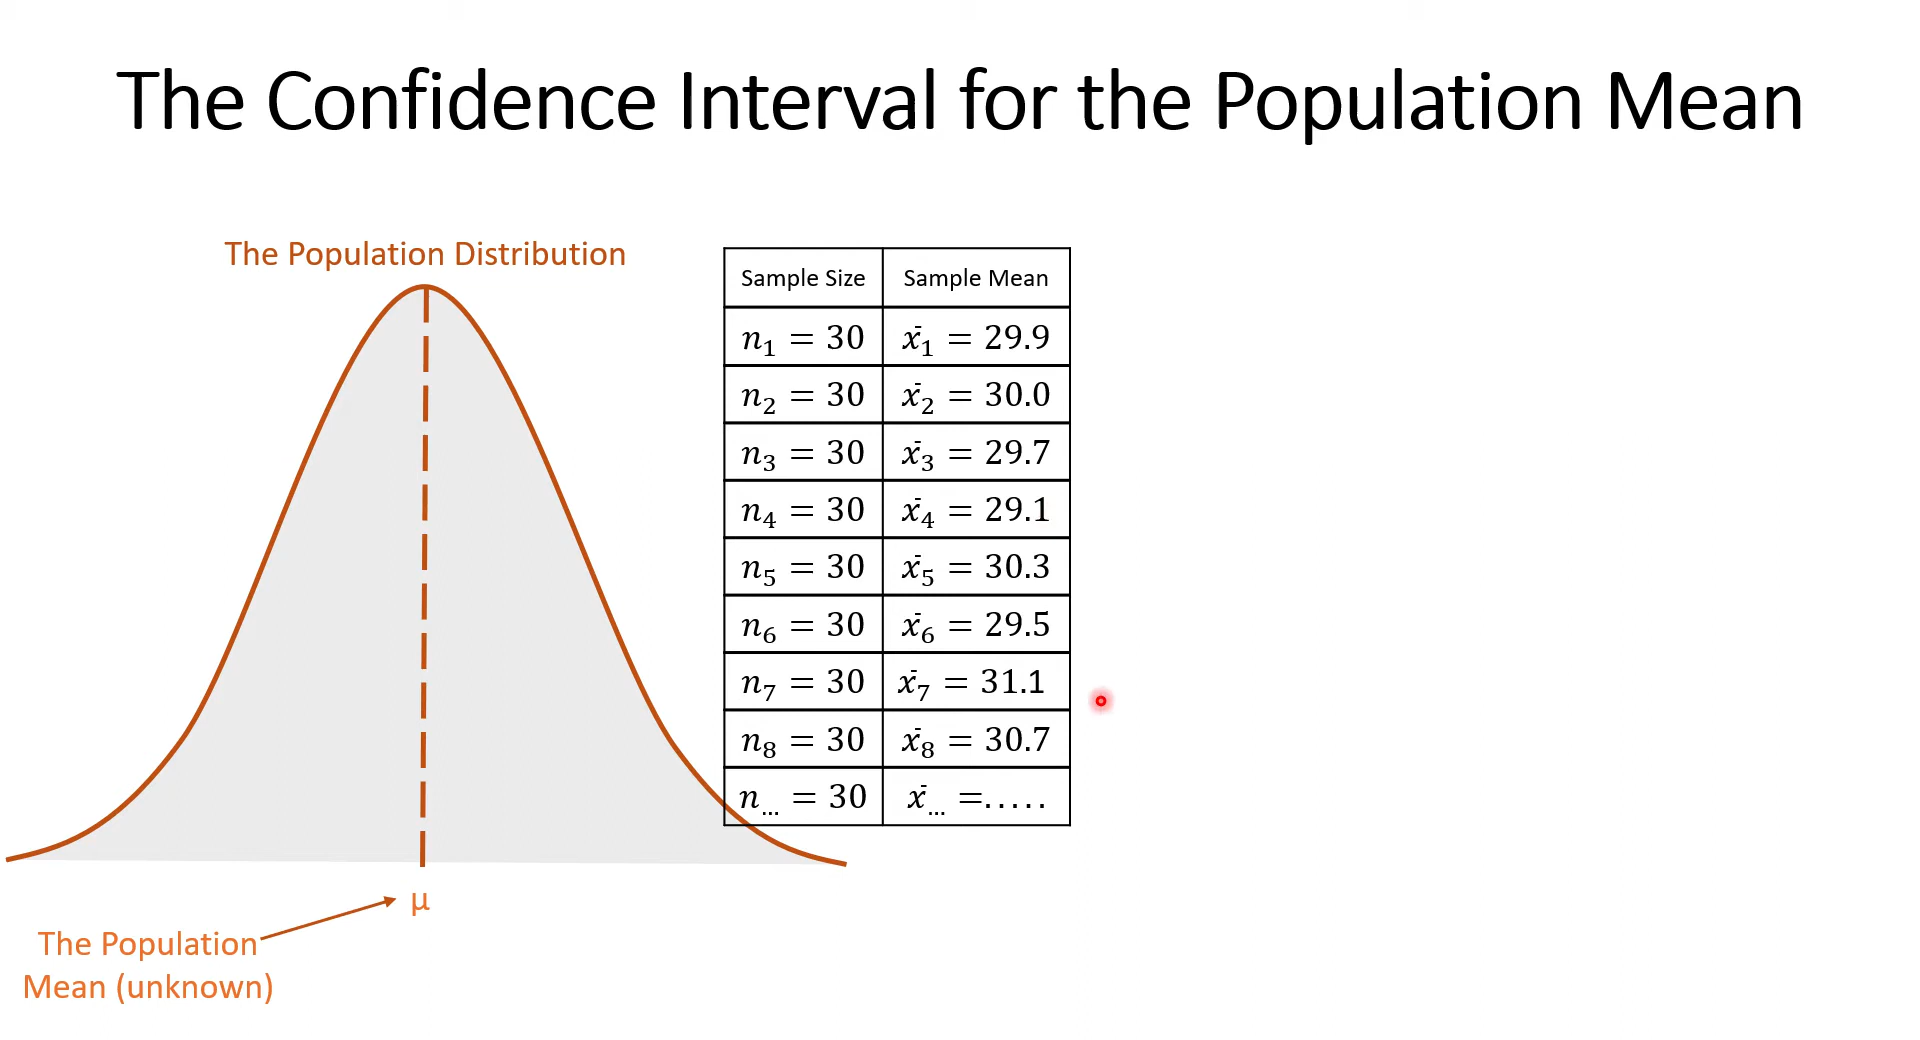 The Confidence Interval for the Population Mean
The Population Distribution
Sample Size Sample Mean
n₁ = 30 x̄₁ = 29.9
n₂ = 30 x̄₂ = 30.0
n₃ = 30 x̄₃ = 29.7
n₄ = 30 x̄₄ = 29.1
n₅ = 30 x̄₅ = 30.3
n₆ = 30 x̄₆ = 29.5
n₇ = 30 x̄₇ = 31.1
n₈ = 30 x̄₈ = 30.7
n... = 30 x̄... =.....
μ
The Population
Mean (unknown)